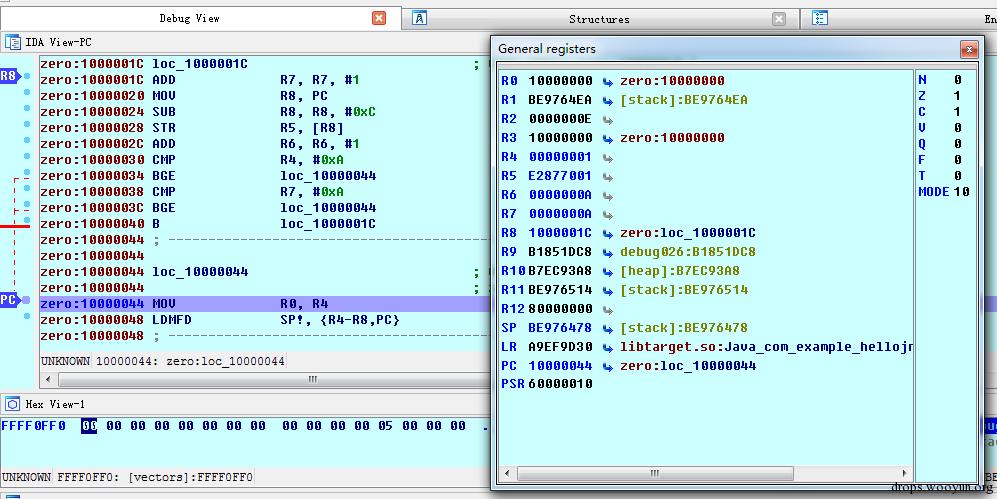 Debug View
Structures
En
IDA View-PC
zero:1000001C loc_1000001C ;
zero:1000001C ADD R7, R7, #1
zero:10000020 MOV R8, PC
zero:10000024 SUB R8, R8, #0xC
zero:10000028 STR R5, [R8]
zero:1000002C ADD R6, R6, #1
zero:10000030 CMP R4, #0xA
zero:10000034 BGE loc_10000044
zero:10000038 CMP R7, #0xA
zero:1000003C BGE loc_10000044
zero:10000040 B loc_1000001C
zero:10000044 ; ---------------------------------------------
zero:10000044
zero:10000044 loc_10000044 ;
zero:10000044 ;
zero:10000044 MOV R0, R4
zero:10000048 LDMFD SP!, {R4-R8,PC}
zero:10000048 ; ---------------------------------------------
R8
PC
UNKNOWN 10000044: zero:loc_10000044
Hex View-1
FFFF0FF0 00 00 00 00 00 00 00 00 00 00 00 00 05 00 00 00 .
UNKNOWN FFFF0FF0: [vectors]:FFFF0FF0
General registers
R0 10000000 zero:10000000
R1 BE9764EA [stack]:BE9764EA
R2 0000000E
R3 10000000 zero:10000000
R4 00000001
R5 E2877001
R6 0000000A
R7 0000000A
R8 1000001C zero:loc_1000001C
R9 B1851DC8 debug026:B1851DC8
R10 B7EC93A8 [heap]:B7EC93A8
R11 BE976514 [stack]:BE976514
R12 80000000
SP BE976478 [stack]:BE976478
LR A9EF9D30 libtarget.so:Java_com_example_hellojn
PC 10000044 zero:loc_10000044
PSR 60000010
N 0
Z 1
C 1
V 0
Q 0
F 0
T 0
MODE 10
drops.wooyun.org